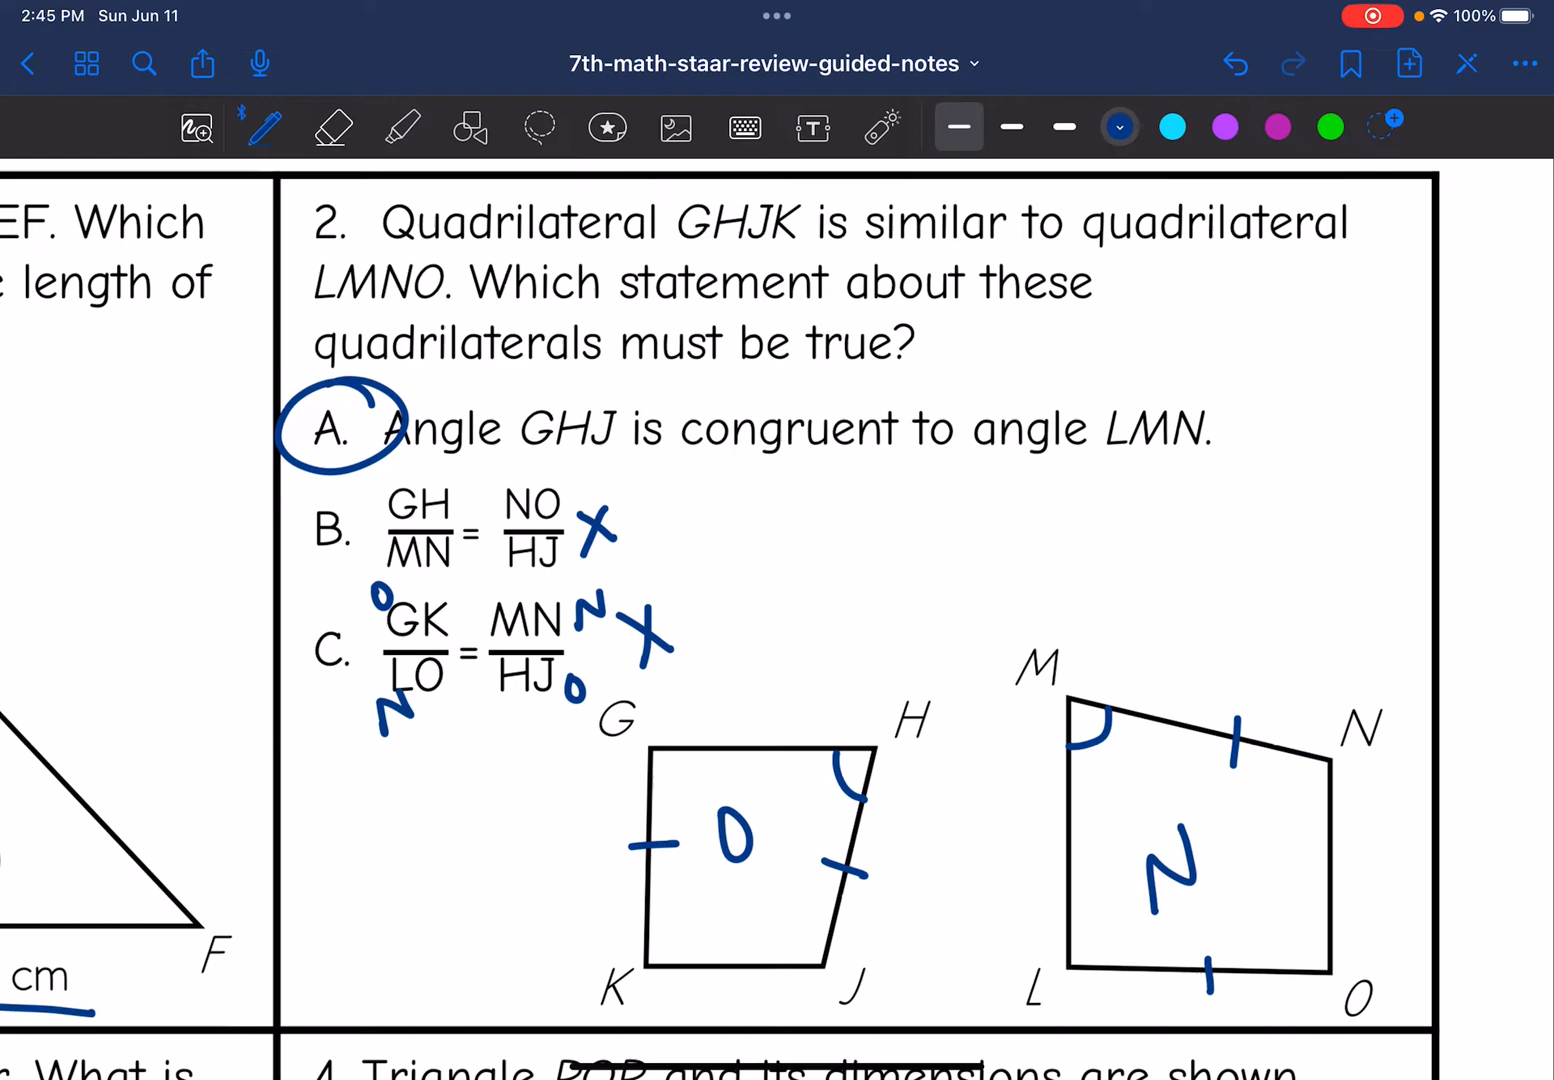 2:45 PM Sun Jun 11
100%
7th-math-staar-review-guided-notes
EF. Which
length of
F
cm
What is
2. Quadrilateral GHJK is similar to quadrilateral
LMNO. Which statement about these
quadrilaterals must be true?
A. Angle GHJ is congruent to angle LMN.
B. GH/MN = NO/HJ X
O N
C. GK/LO = MN/HJ X
N O
G H
M N
O
N
K J
L O
4. Triangle PQR and its dimensions are shown